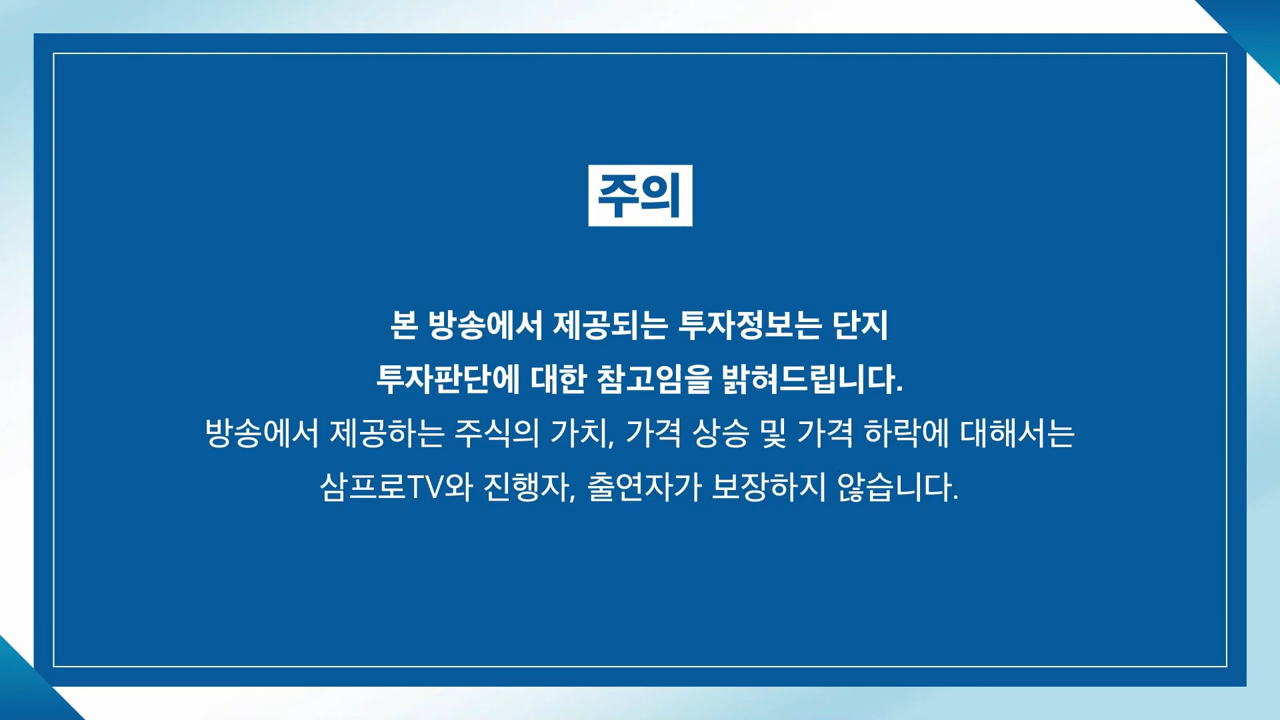 주의
본 방송에서 제공되는 투자정보는 단지
투자판단에 대한 참고임을 밝혀드립니다.
방송에서 제공하는 주식의 가치, 가격 상승 및 가격 하락에 대해서는
삼프로TV와 진행자, 출연자가 보장하지 않습니다.